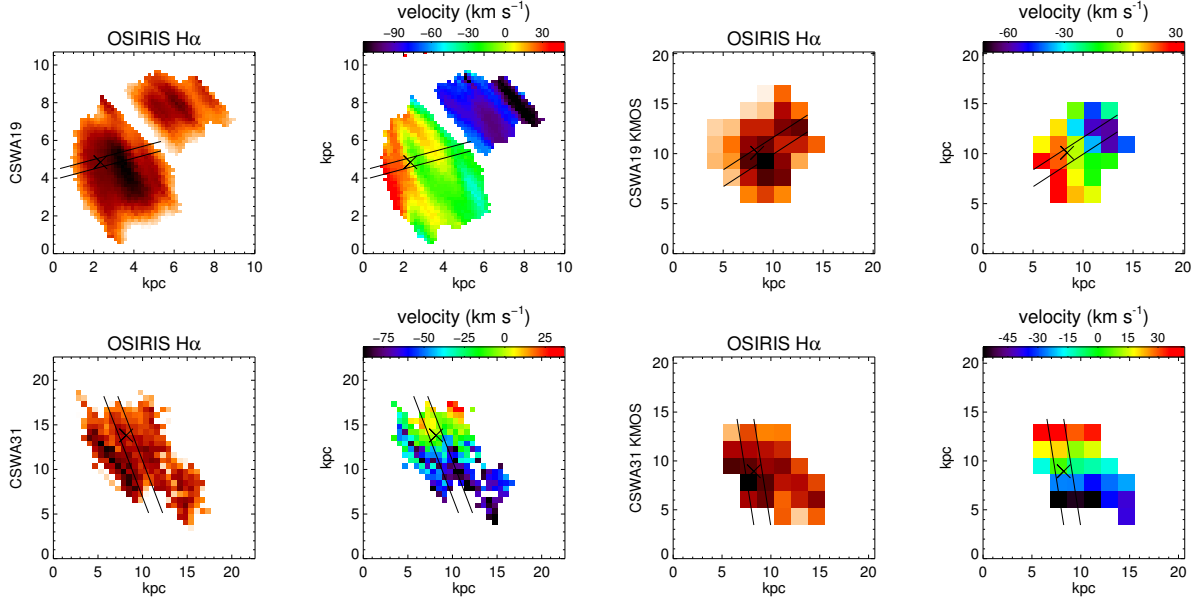 velocity (km s⁻¹)
velocity (km s⁻¹)
OSIRIS Hα
−90 −60 −30 0 30
OSIRIS Hα
−60 −30 0 30
CSWA19
10
8
6
4
2
0
0 2 4 6 8 10
kpc
kpc
10
8
6
4
2
0
0 2 4 6 8 10
kpc
CSWA19 KMOS
20
15
10
5
0
0 5 10 15 20
kpc
kpc
20
15
10
5
0
0 5 10 15 20
kpc
velocity (km s⁻¹)
velocity (km s⁻¹)
OSIRIS Hα
−75 −50 −25 0 25
OSIRIS Hα
−45 −30 −15 0 15 30
CSWA31
20
15
10
5
0
0 5 10 15 20
kpc
kpc
20
15
10
5
0
0 5 10 15 20
kpc
CSWA31 KMOS
20
15
10
5
0
0 5 10 15 20
kpc
kpc
20
15
10
5
0
0 5 10 15 20
kpc